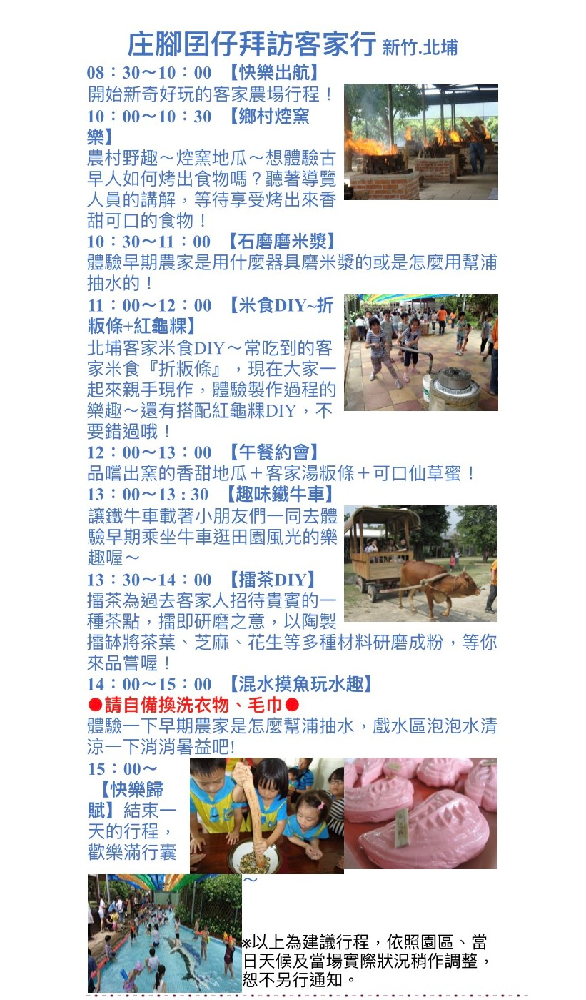 庄腳囝仔拜訪客家行 新竹.北埔
08：30～10：00 【快樂出航】
開始新奇好玩的客家農場行程！
10：00～10：30 【鄉村焢窯
樂】
農村野趣～焢窯地瓜～想體驗古
早人如何烤出食物嗎？聽著導覽
人員的講解，等待享受烤出來香
甜可口的食物！
10：30～11：00 【石磨磨米漿】
體驗早期農家是用什麼器具磨米漿的或是怎麼用幫浦
抽水的！
11：00～12：00 【米食DIY~折
粄條+紅龜粿】
北埔客家米食DIY～常吃到的客
家米食『折粄條』，現在大家一
起來親手現作，體驗製作過程的
樂趣～還有搭配紅龜粿DIY，不
要錯過哦！
12：00～13：00 【午餐約會】
品嚐出窯的香甜地瓜＋客家湯粄條＋可口仙草蜜！
13：00～13 : 30 【趣味鐵牛車】
讓鐵牛車載著小朋友們一同去體
驗早期乘坐牛車逛田園風光的樂
趣喔～
13：30～14：00 【擂茶DIY】
擂茶為過去客家人招待貴賓的一
種茶點，擂即研磨之意，以陶製
擂缽將茶葉、芝麻、花生等多種材料研磨成粉，等你
來品嘗喔！
14：00～15：00 【混水摸魚玩水趣】
●請自備換洗衣物、毛巾●
體驗一下早期農家是怎麼幫浦抽水，戲水區泡泡水清
涼一下消消暑益吧!
15：00～
【快樂歸
賦】結束一
天的行程，
歡樂滿行囊
～
※以上為建議行程，依照園區、當
日天候及當場實際狀況稍作調整，
恕不另行通知。